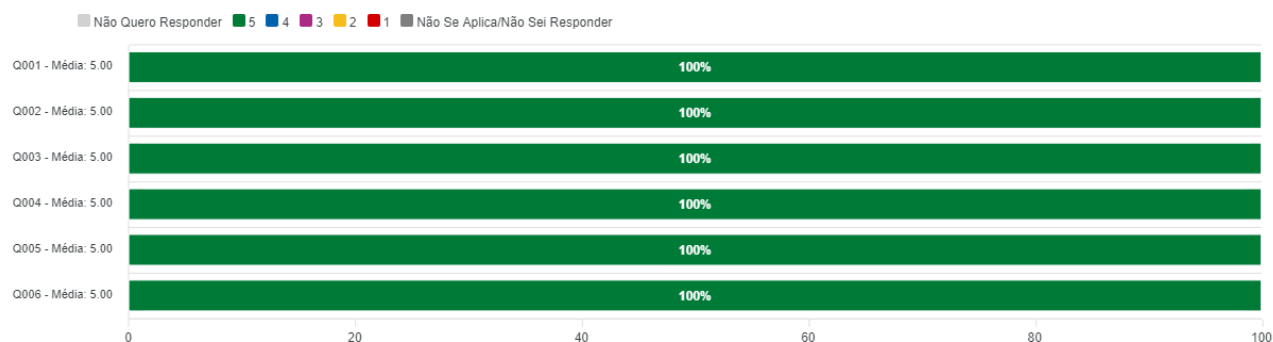 Não Quero Responder 5 4 3 2 1 Não Se Aplica/Não Sei Responder
Q001 - Média: 5.00 100%
Q002 - Média: 5.00 100%
Q003 - Média: 5.00 100%
Q004 - Média: 5.00 100%
Q005 - Média: 5.00 100%
Q006 - Média: 5.00 100%
0 20 40 60 80 100